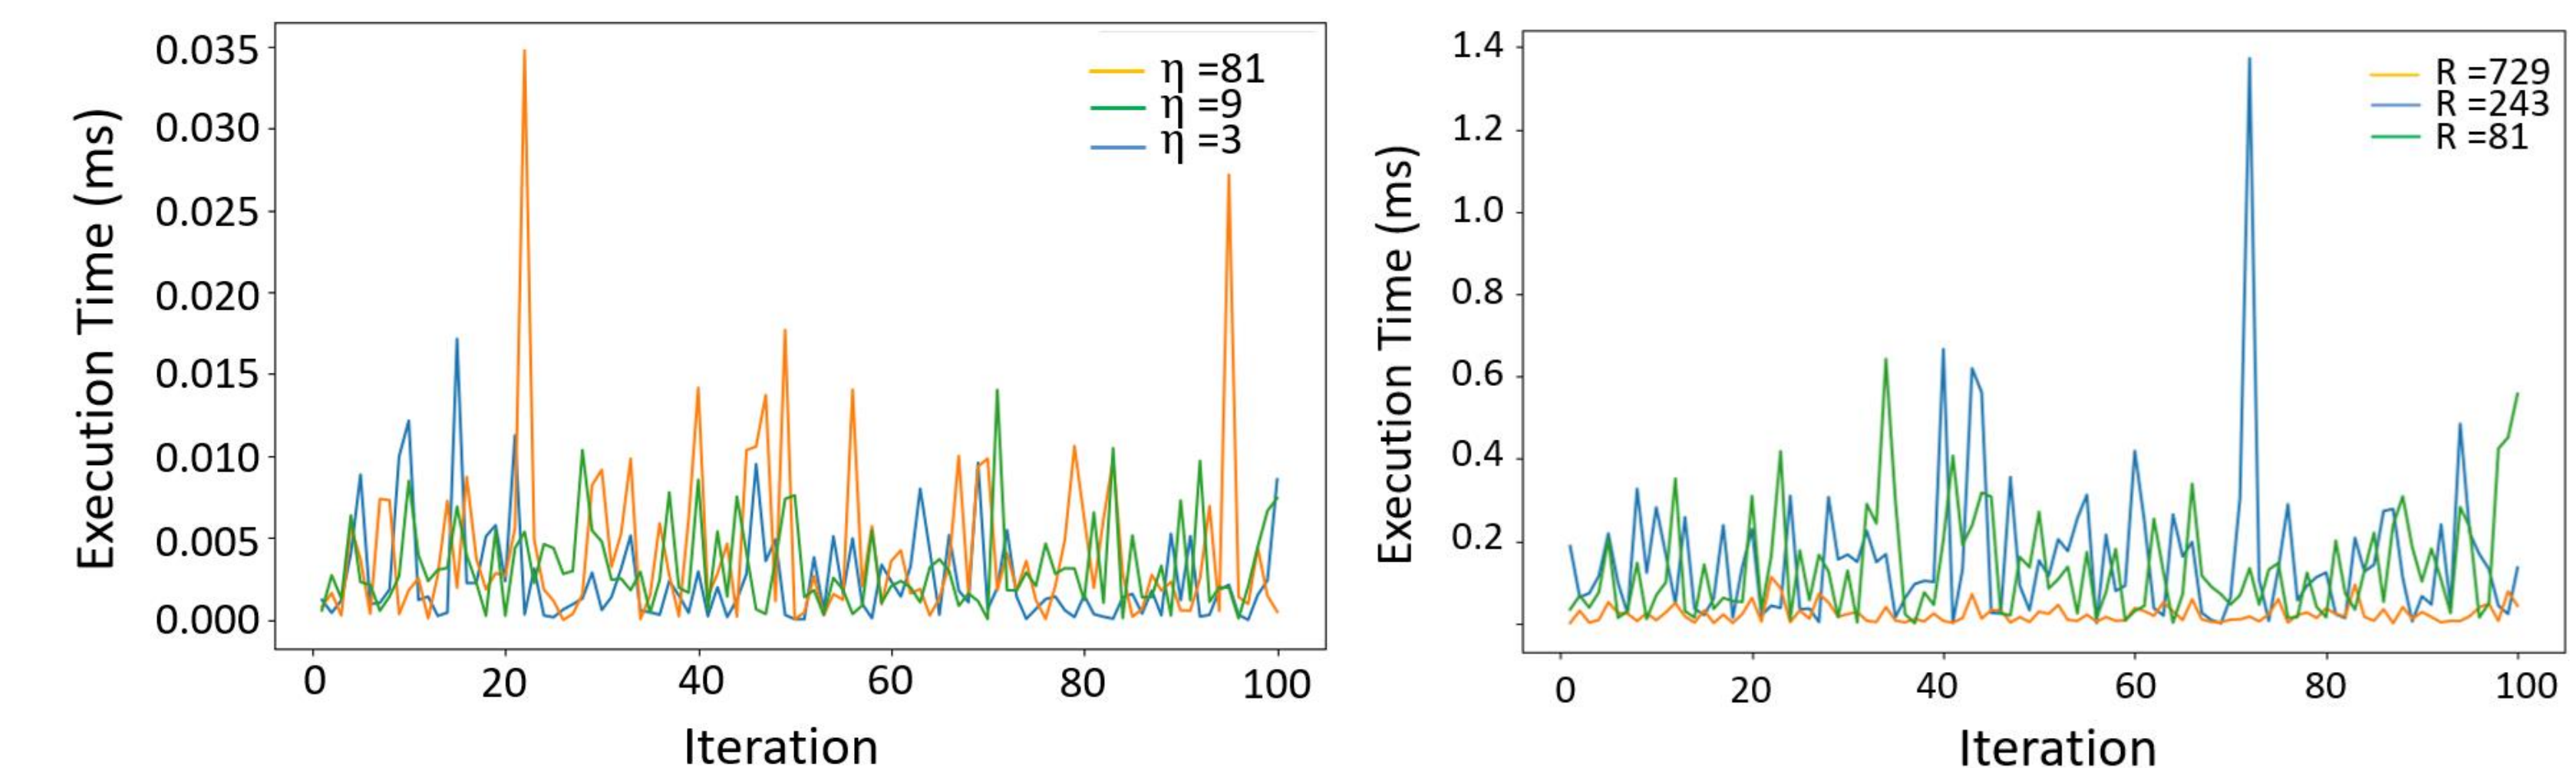 Execution Time (ms)
0.035
0.030
0.025
0.020
0.015
0.010
0.005
0.000
η =81
η =9
η =3
0 20 40 60 80 100
Iteration
Execution Time (ms)
1.4
1.2
1.0
0.8
0.6
0.4
0.2
R =729
R =243
R =81
0 20 40 60 80 100
Iteration